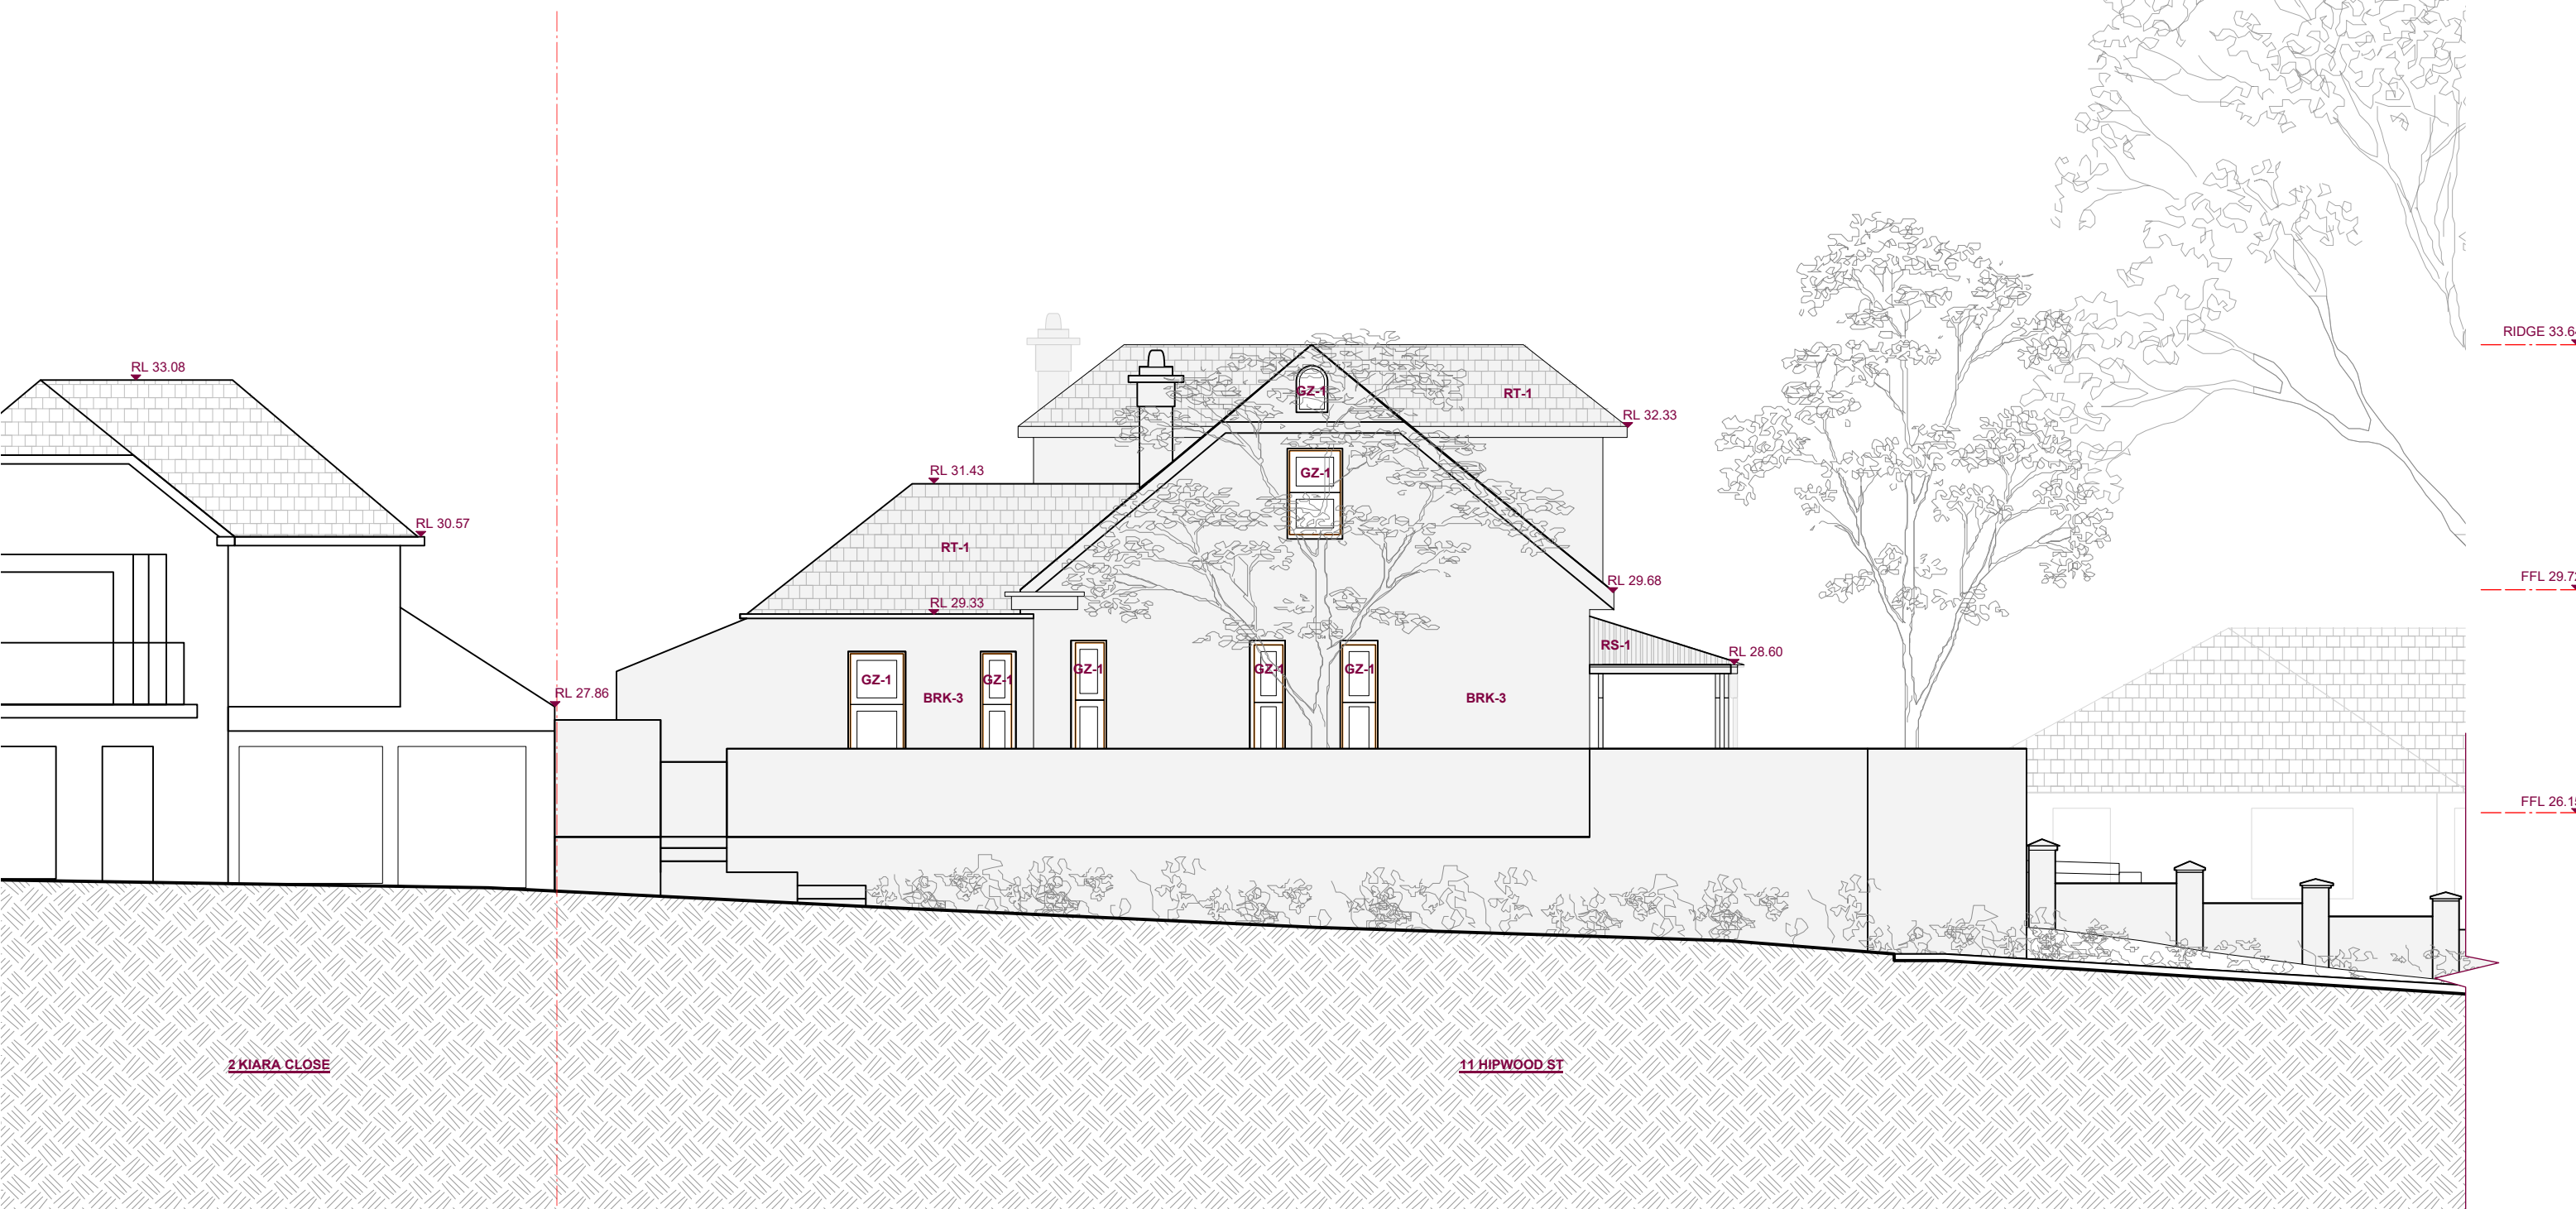 RIDGE 33.6
RL 33.08
GZ-1
RT-1
RL 32.33
RL 31.43
GZ-1
RL 30.57
RT-1
RL 29.68
FFL 29.72
RL 29.33
RS-1
RL 28.60
GZ-1
GZ-1
GZ-1
GZ-1
GZ-1
RL 27.86
BRK-3
BRK-3
FFL 26.15
2 KIARA CLOSE
11 HIPWOOD ST